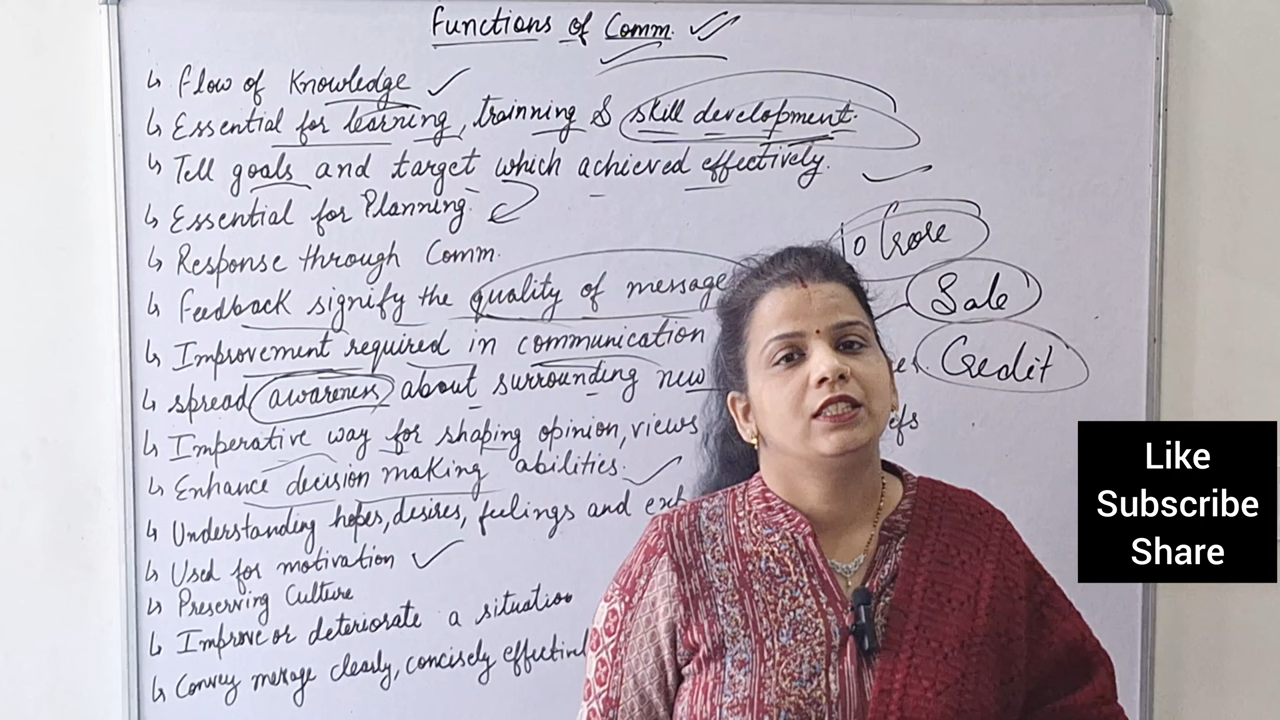 Functions of Comm.
↳ flow of Knowledge
↳ Essential for learning, trainning & skill development.
↳ Tell goals and target which achieved effectively.
↳ Essential for Planning.
↳ Response through Comm.
↳ Feedback signify the quality of message
↳ Improvement required in communication
↳ spread awareness about surrounding new
↳ Imperative way for shaping opinion, views
↳ Enhance decision making abilities.
↳ Understanding hopes, desires, feelings and
↳ Used for motivation
↳ Preserving Culture
↳ Improve or deteriorate a situation
↳ Convey message clearly, concisely
10 Crore
Sale
Credit
Like
Subscribe
Share